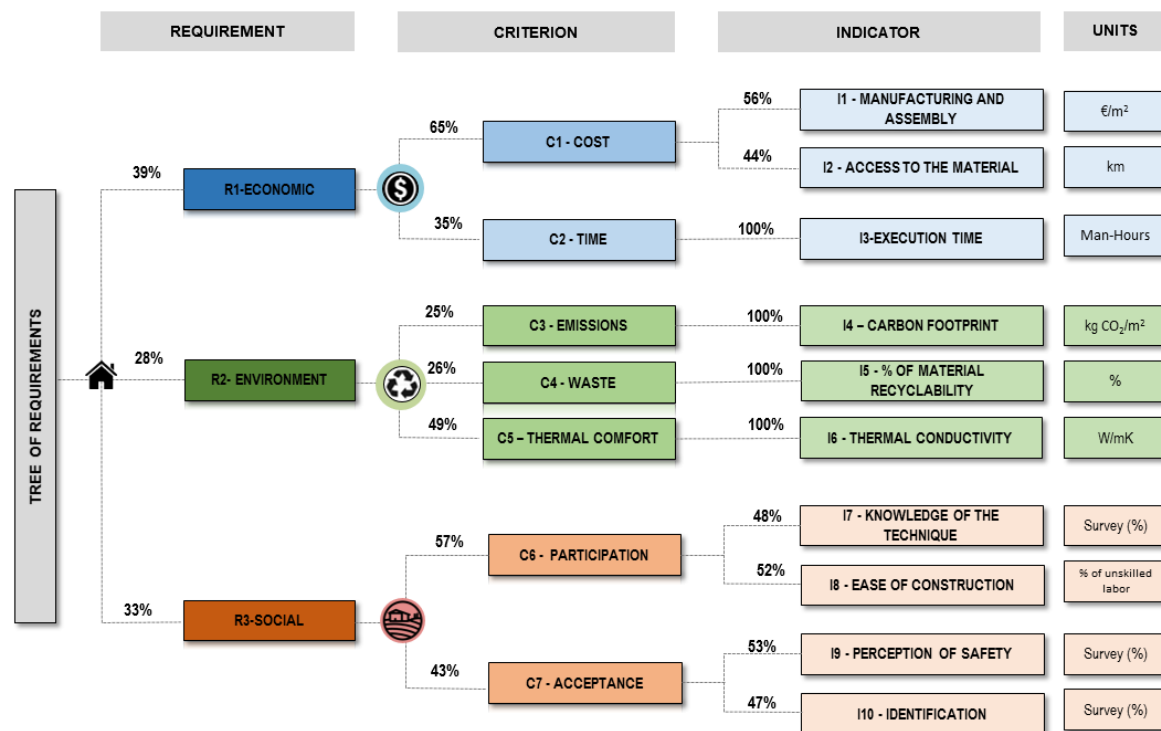 REQUIREMENT
CRITERION
INDICATOR
UNITS
TREE OF REQUIREMENTS
39%
R1-ECONOMIC
$
65%
C1 - COST
56%
I1 - MANUFACTURING AND
ASSEMBLY
€/m²
44%
I2 - ACCESS TO THE MATERIAL
km
35%
C2 - TIME
100%
I3-EXECUTION TIME
Man-Hours
28%
R2- ENVIRONMENT
25%
C3 - EMISSIONS
100%
I4 – CARBON FOOTPRINT
kg CO₂/m²
26%
C4 - WASTE
100%
I5 - % OF MATERIAL
RECYCLABILITY
%
49%
C5 – THERMAL COMFORT
100%
I6 - THERMAL CONDUCTIVITY
W/mK
33%
R3-SOCIAL
57%
C6 - PARTICIPATION
48%
I7 - KNOWLEDGE OF THE
TECHNIQUE
Survey (%)
52%
I8 - EASE OF CONSTRUCTION
% of unskilled
labor
43%
C7 - ACCEPTANCE
53%
I9 - PERCEPTION OF SAFETY
Survey (%)
47%
I10 - IDENTIFICATION
Survey (%)